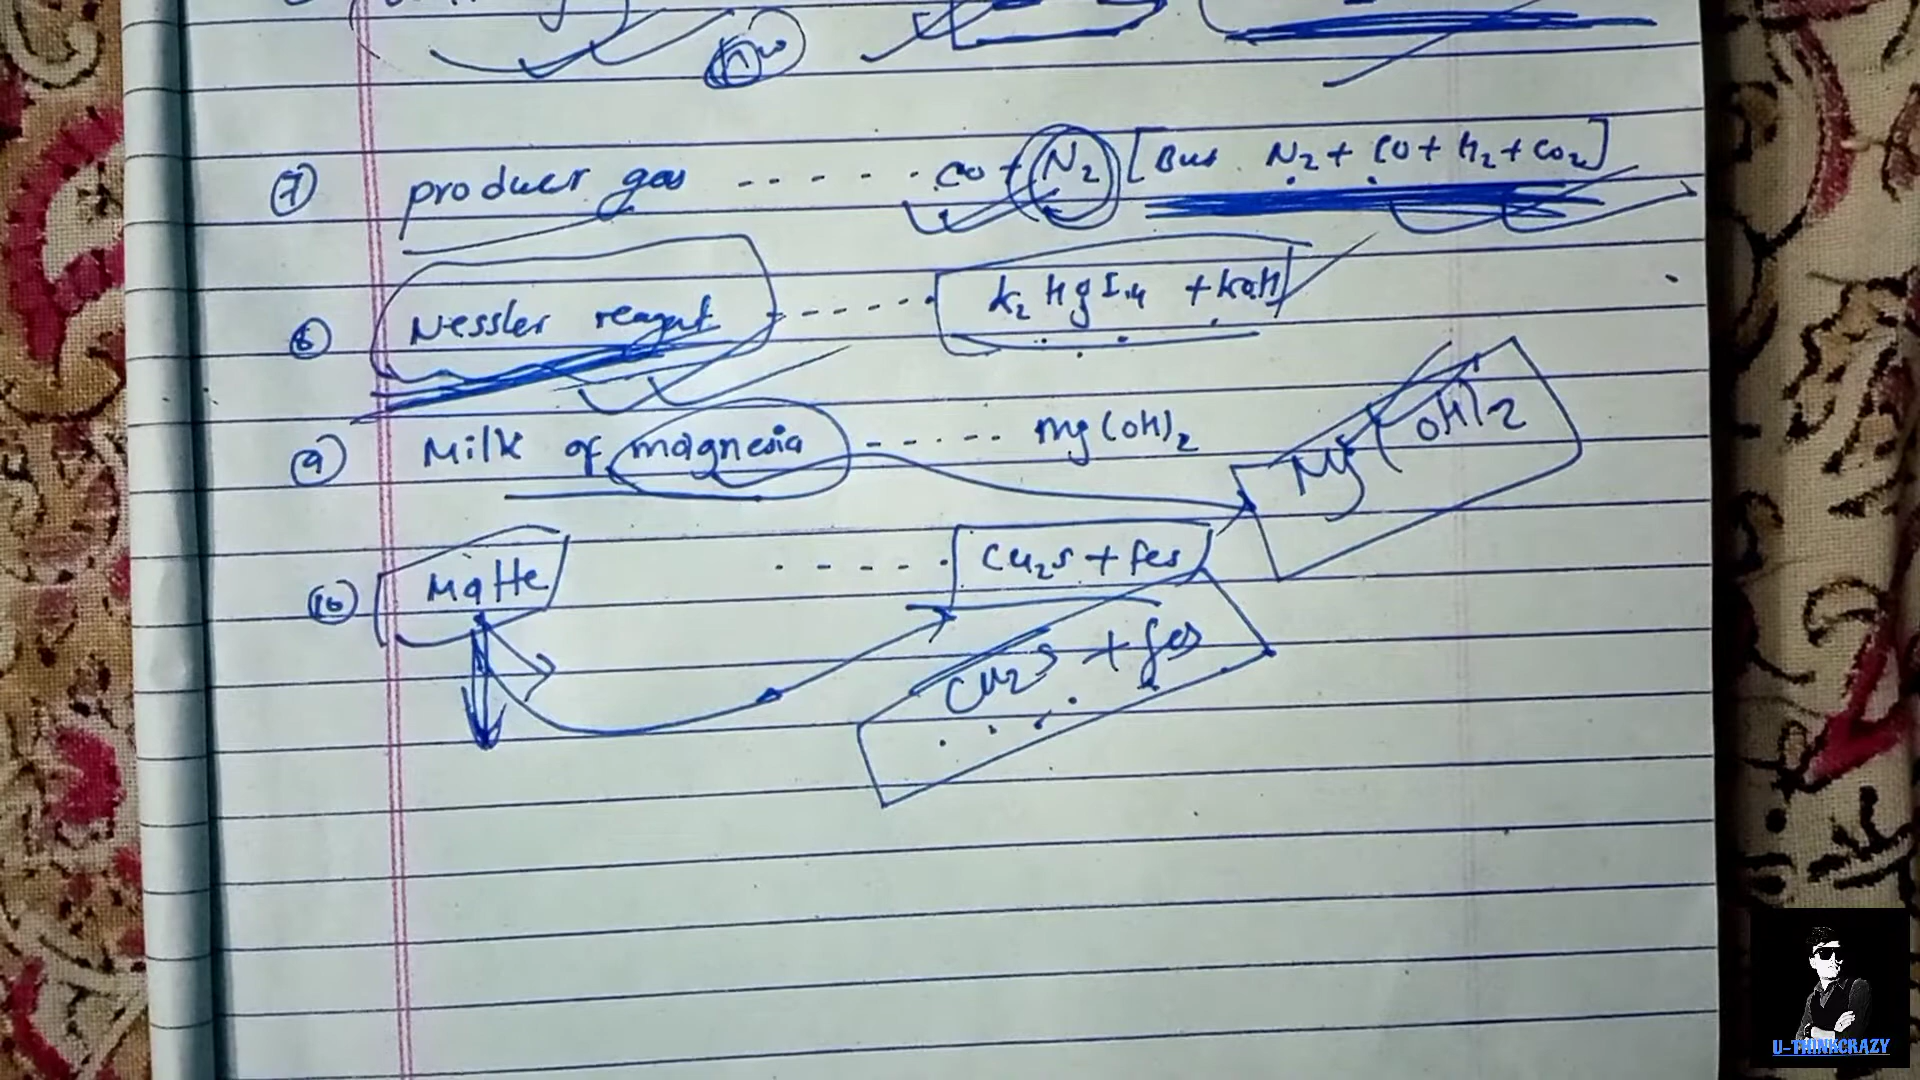 ⑦ producer gas ------ CO + N₂ [But N₂ + CO + H₂ + CO₂]
⑧ Nessler reagent ------ K₂HgI₄ + KOH
⑨ Milk of magnesia ------ Mg(OH)₂
Mg(OH)₂
⑩ Matte ------ Cu₂S + FeS
Cu₂S + FeS
U-THINKCRAZY